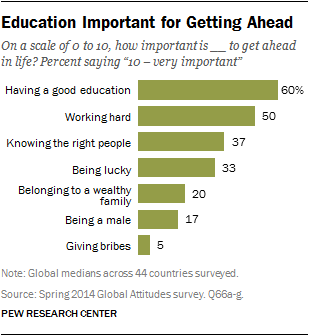 Education Important for Getting Ahead
On a scale of 0 to 10, how important is __ to get ahead
in life? Percent saying “10 – very important”
Having a good education 60%
Working hard 50
Knowing the right people 37
Being lucky 33
Belonging to a wealthy
family 20
Being a male 17
Giving bribes 5
Note: Global medians across 44 countries surveyed.
Source: Spring 2014 Global Attitudes survey. Q66a-g.
PEW RESEARCH CENTER